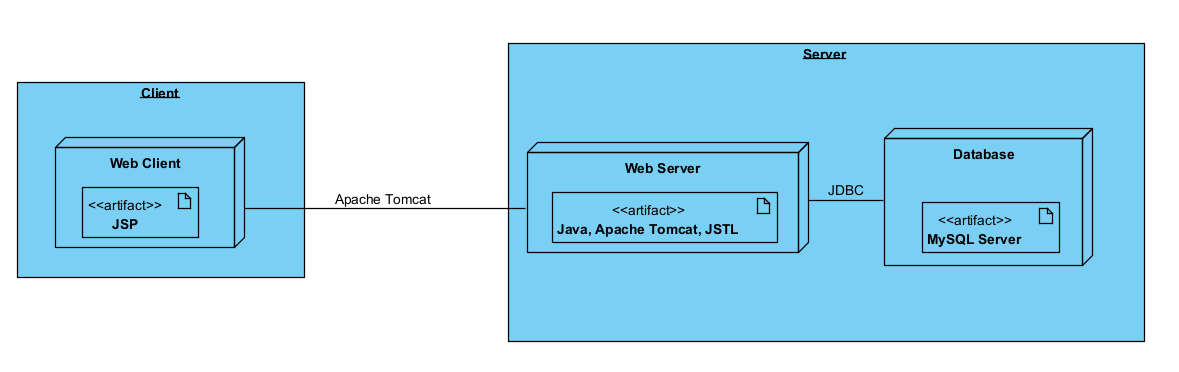 Client
Web Client
<<artifact>>
JSP
Apache Tomcat
Server
Web Server
<<artifact>>
Java, Apache Tomcat, JSTL
JDBC
Database
<<artifact>>
MySQL Server